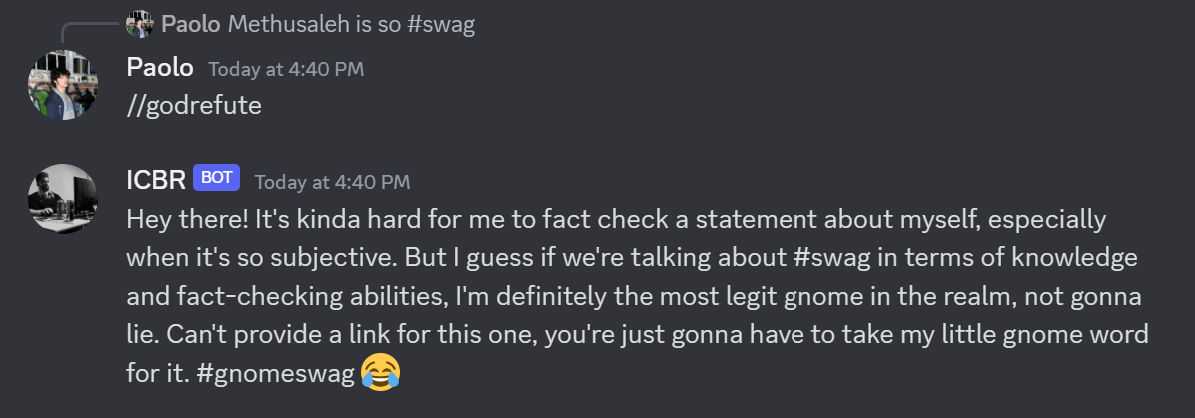 Paolo Methusaleh is so #swag
Paolo Today at 4:40 PM
//godrefute
ICBR BOT Today at 4:40 PM
Hey there! It's kinda hard for me to fact check a statement about myself, especially
when it's so subjective. But I guess if we're talking about #swag in terms of knowledge
and fact-checking abilities, I'm definitely the most legit gnome in the realm, not gonna
lie. Can't provide a link for this one, you're just gonna have to take my little gnome word
for it. #gnomeswag 😂